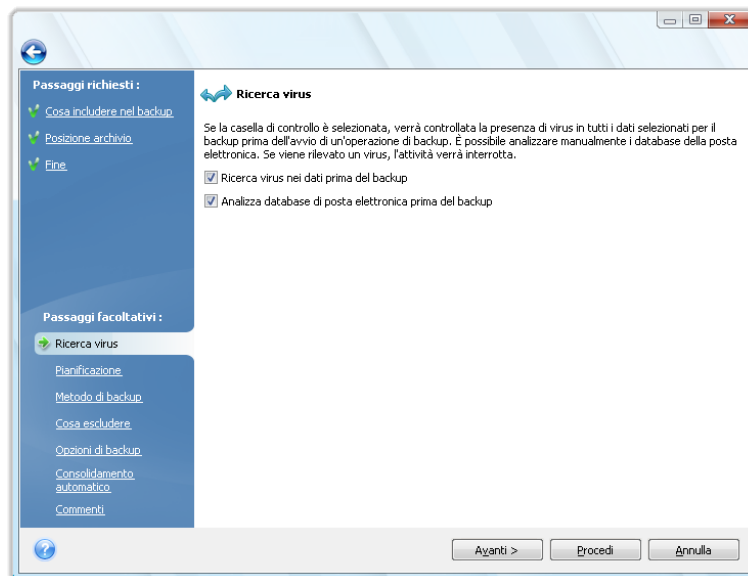 Passaggi richiesti :
Cosa includere nel backup
Posizione archivio
Fine
Ricerca virus
Se la casella di controllo è selezionata, verrà controllata la presenza di virus in tutti i dati selezionati per il
backup prima dell'avvio di un'operazione di backup. È possibile analizzare manualmente i database della posta
elettronica. Se viene rilevato un virus, l'attività verrà interrotta.
Ricerca virus nei dati prima del backup
Analizza database di posta elettronica prima del backup
Passaggi facoltativi :
Ricerca virus
Pianificazione
Metodo di backup
Cosa escludere
Opzioni di backup
Consolidamento
automatico
Commenti
Avanti >
Procedi
Annulla